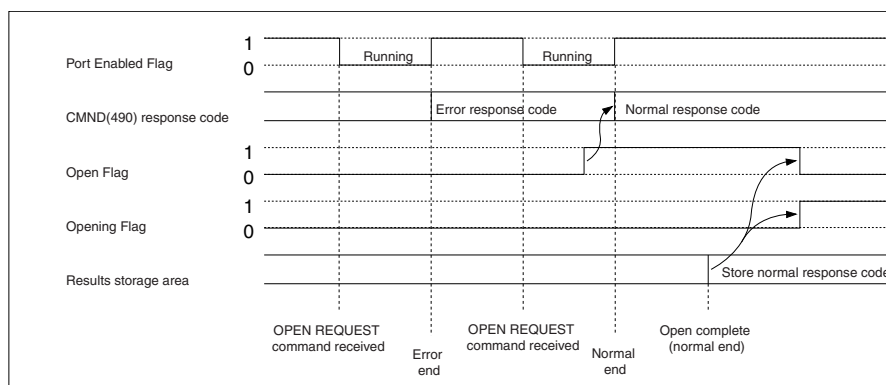 1
Port Enabled Flag
0
Running
Running
CMND(490) response code
Error response code
Normal response code
1
Open Flag
0
1
Opening Flag
0
Results storage area
Store normal response code
OPEN REQUEST
command received
Error
end
OPEN REQUEST
command received
Normal
end
Open complete
(normal end)